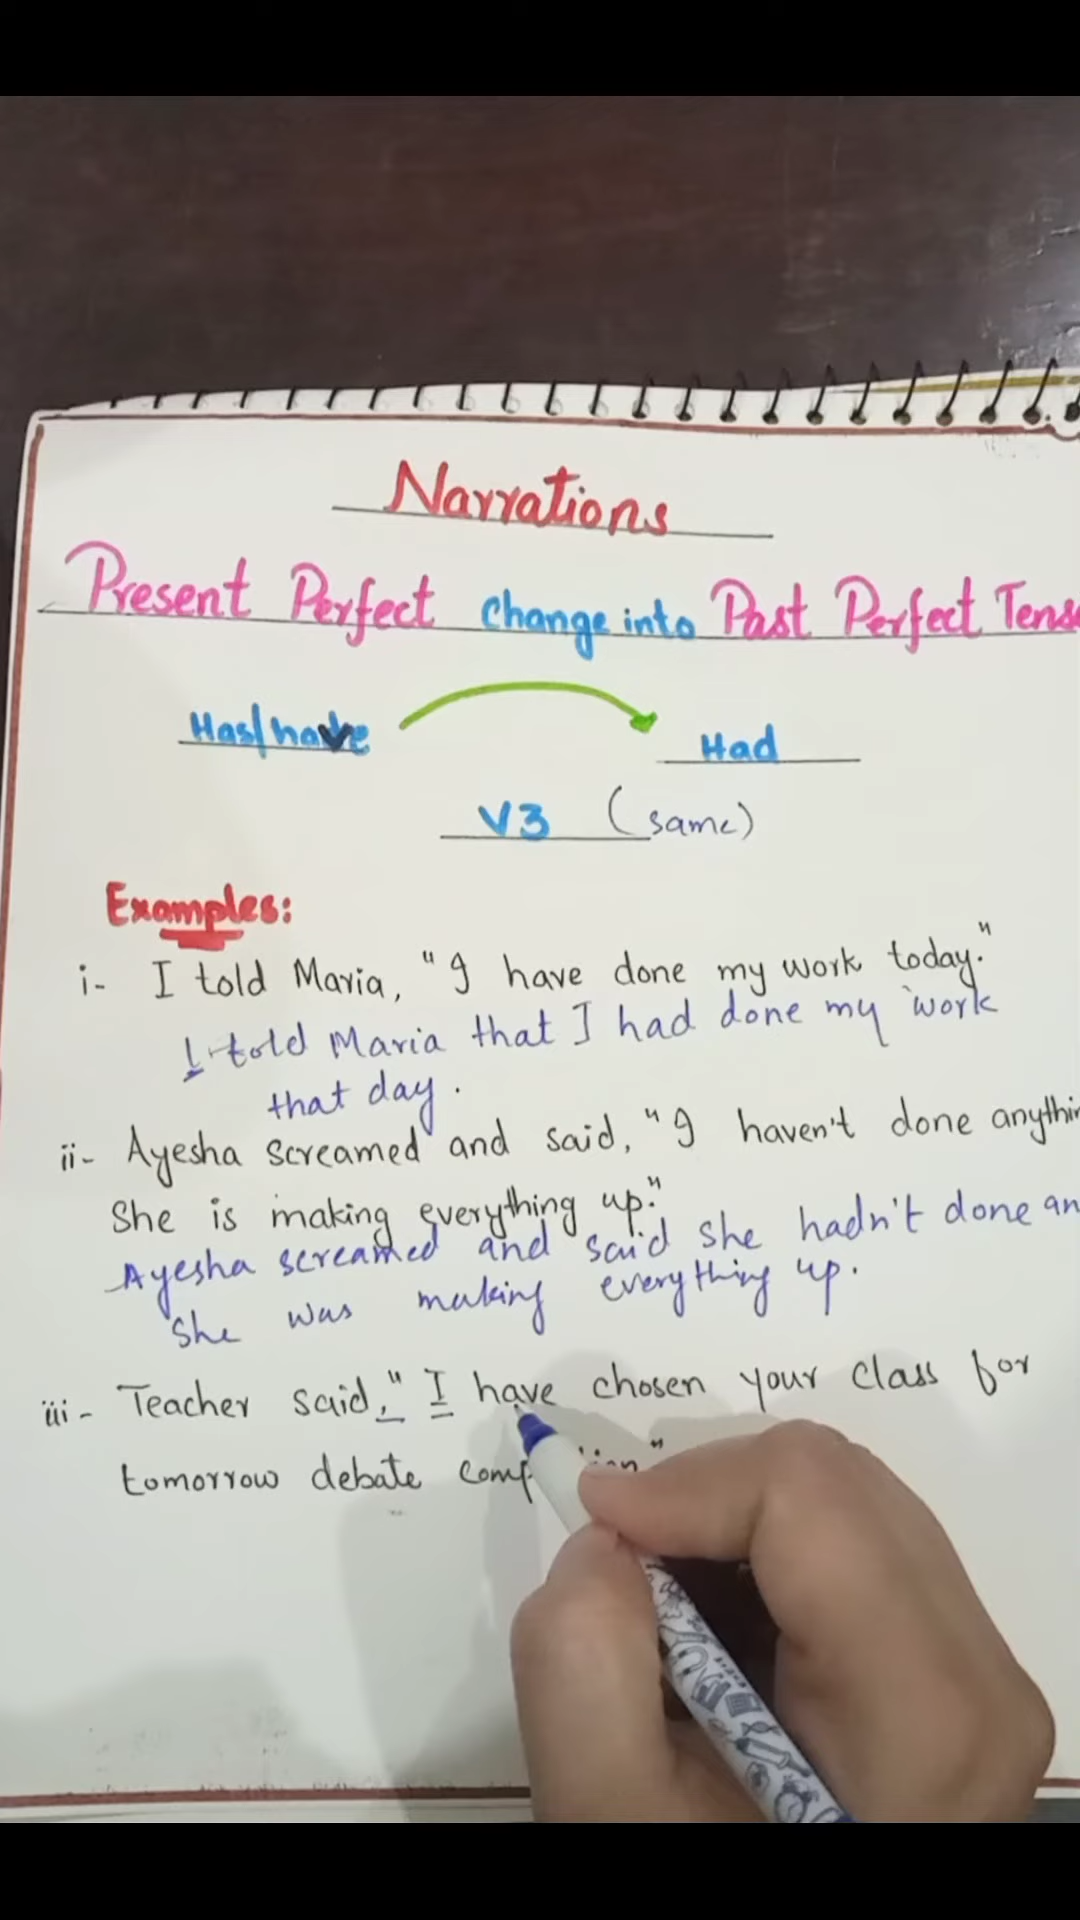 Narrations
Present Perfect change into Past Perfect Tens
Has/have Had
V3 (same)
Examples:
i- I told Maria, "I have done my work today."
I told Maria that I had done my work
that day.
ii- Ayesha screamed and said, "I haven't done anythin
She is making everything up."
Ayesha screamed and said she hadn't done an
She was making everything up.
iii- Teacher said, "I have chosen your class for
tomorrow debate